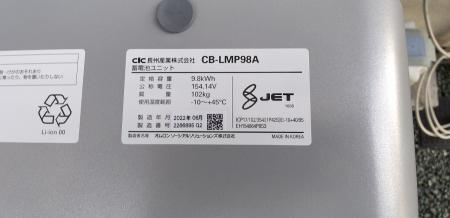 CIC 長州産業株式会社 CB-LMP98A
蓄電池ユニット
定格容量 9.8kWh
公称電圧 154.14V
質量 102kg
使用温度範囲 -10~+45℃
JET
製造年月 2022年 06月
製造番号
製造者名 オムロン ソーシアルソリューションズ株式会社
MADE IN KOREA
Li-ion 00